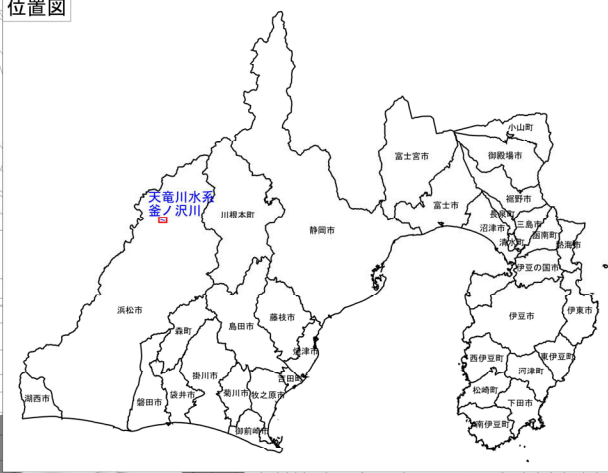 位置図
小山町
富士宮市
御殿場市
天竜川水系
釜ノ沢川
裾野市
川根本町
富士市
長泉町
三島市
沼津市
静岡市
清水町
函南町
熱海市
伊豆の国市
浜松市
伊豆市
伊東市
藤枝市
島田市
森町
焼津市
西伊豆町
東伊豆町
河津町
掛川市
吉田町
松崎町
湖西市
磐田市
袋井市
菊川市
牧之原市
下田市
南伊豆町
御前崎市